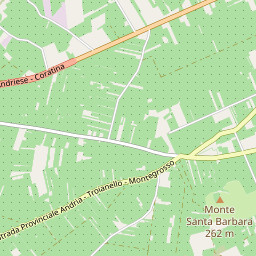 Andriese - Coratina
strada Provinciale Andria - Troianello - Montegrosso
Monte
Santa Barbara
262 m